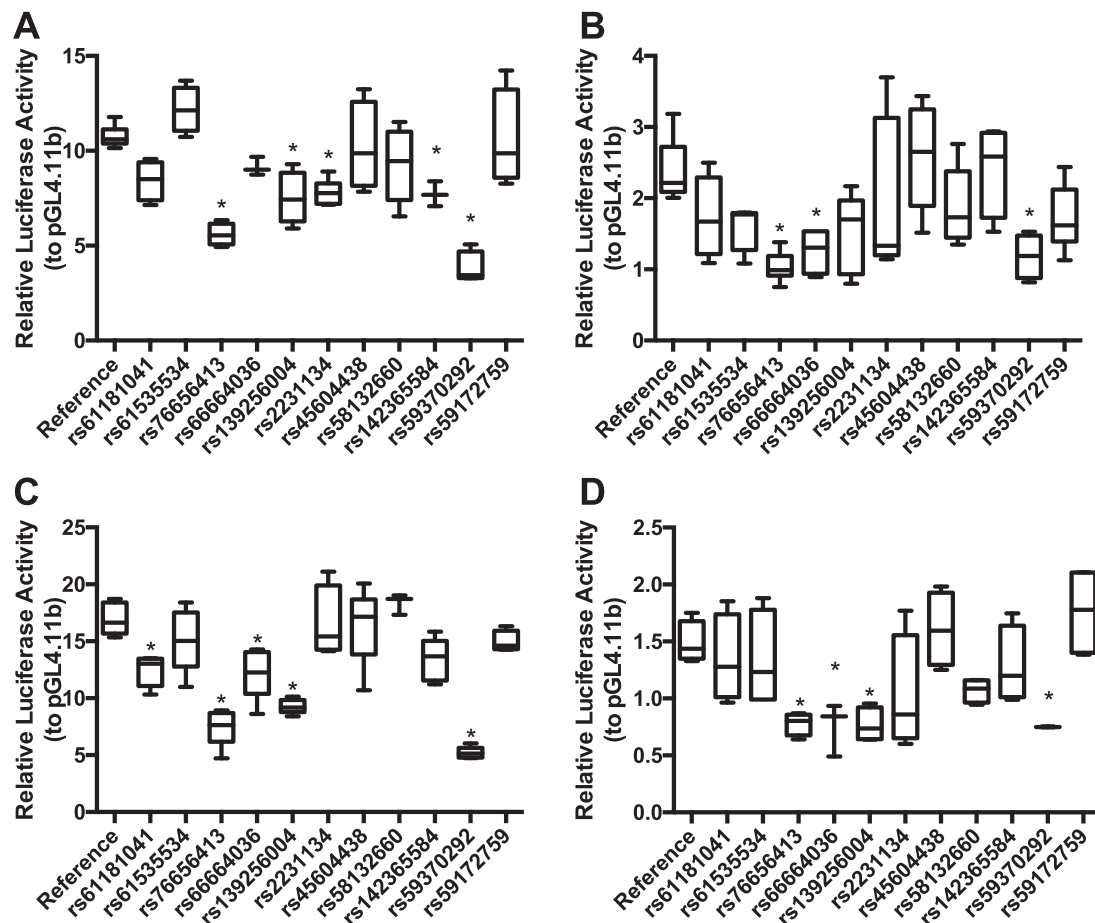 A
Relative Luciferase Activity
(to pGL4.11b)
15
10
5
0
*
*
*
*
*
Reference
rs61181041
rs61535534
rs76656413
rs66664036
rs139256004
rs2231134
rs45604438
rs58132660
rs142365584
rs59370292
rs59172759
B
Relative Luciferase Activity
(to pGL4.11b)
4
3
2
1
0
*
*
*
Reference
rs61181041
rs61535534
rs76656413
rs66664036
rs139256004
rs2231134
rs45604438
rs58132660
rs142365584
rs59370292
rs59172759
C
Relative Luciferase Activity
(to pGL4.11b)
25
20
15
10
5
0
*
*
*
*
*
Reference
rs61181041
rs61535534
rs76656413
rs66664036
rs139256004
rs2231134
rs45604438
rs58132660
rs142365584
rs59370292
rs59172759
D
Relative Luciferase Activity
(to pGL4.11b)
2.5
2.0
1.5
1.0
0.5
0.0
*
*
*
*
Reference
rs61181041
rs61535534
rs76656413
rs66664036
rs139256004
rs2231134
rs45604438
rs58132660
rs142365584
rs59370292
rs59172759